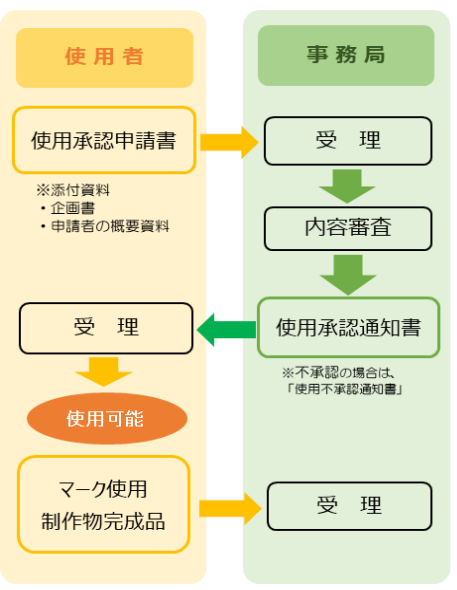 使用者
事務局
使用承認申請書
受　理
※添付資料
・企画書
・申請者の概要資料
内容審査
受　理
使用承認通知書
※不承認の場合は、
「使用不承認通知書」
使用可能
マーク使用
制作物完成品
受　理